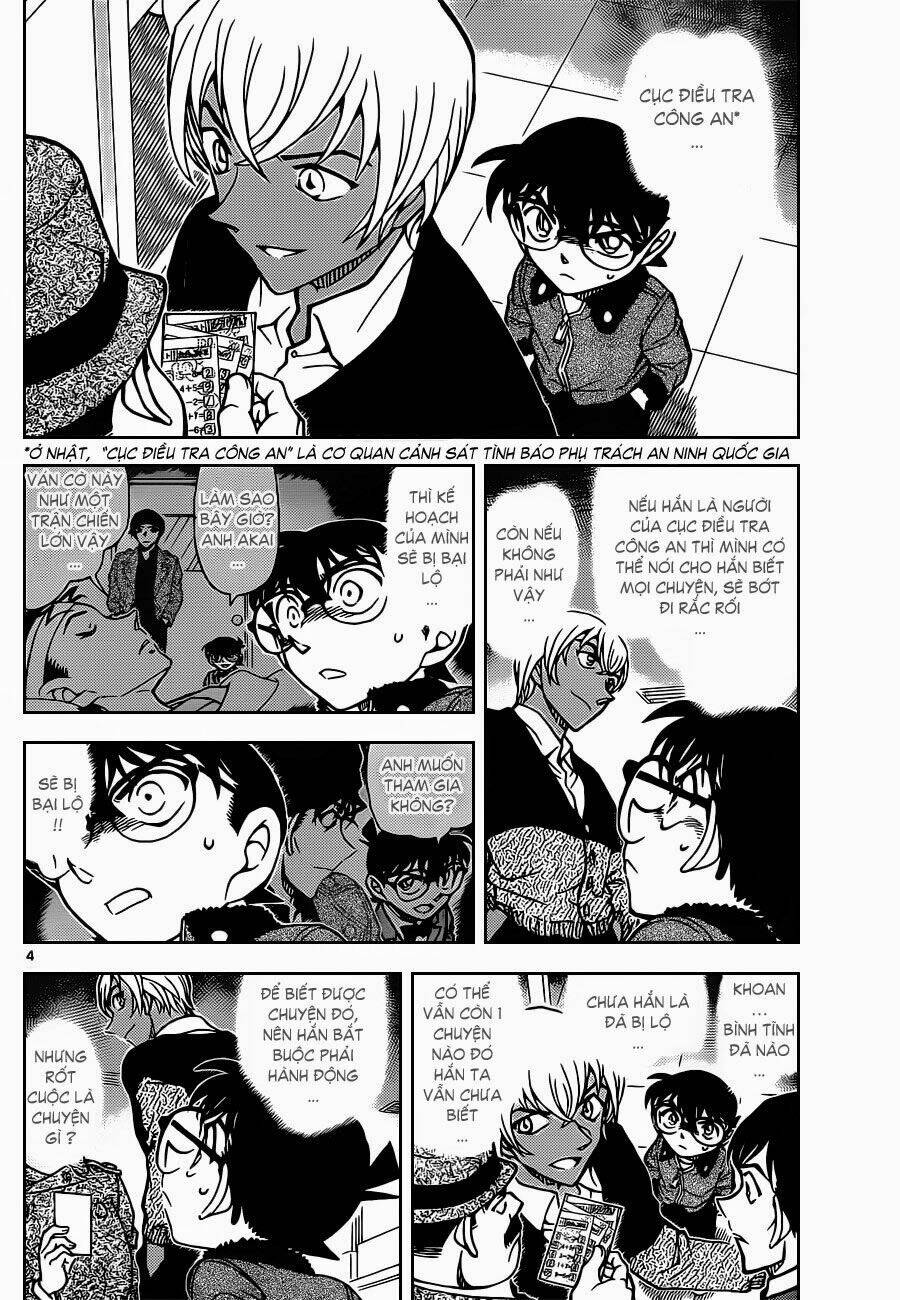 CỤC ĐIỀU TRA
CÔNG AN*
...
*Ở NHẬT, "CỤC ĐIỀU TRA CÔNG AN" LÀ CƠ QUAN CẢNH SÁT TÌNH BÁO PHỤ TRÁCH AN NINH QUỐC GIA
NẾU HẮN LÀ NGƯỜI
CỦA CỤC ĐIỀU TRA
CÔNG AN THÌ MÌNH CÓ
THỂ NÓI CHO HẮN BIẾT
MỌI CHUYỆN, SẼ BỚT
ĐI RẮC RỐI
...
CÒN NẾU
KHÔNG
PHẢI NHƯ
VẬY ...
THÌ KẾ
HOẠCH
CỦA MÌNH
SẼ BỊ BẠI
LỘ
...
LÀM SAO
BÂY GIỜ?
ANH AKAI
...
VÁN CỜ NÀY
NHƯ MỘT
TRẬN CHIẾN
LỚN VẬY
...
ANH MUỐN
THAM GIA
KHÔNG?
SẼ BỊ
BẠI LỘ
!!
4
KHOAN
...
BÌNH TĨNH
ĐÃ NÀO
...
CHƯA HẲN LÀ
ĐÃ BỊ LỘ
...
CÓ THỂ
VẪN CÒN 1
CHUYỆN
NÀO ĐÓ
HẮN TA
VẪN CHƯA
BIẾT
...
ĐỂ BIẾT ĐƯỢC
CHUYỆN ĐÓ,
NÊN HẮN BẮT
BUỘC PHẢI
HÀNH ĐỘNG
...
NHƯNG
RỐT
CUỘC LÀ
CHUYỆN
GÌ ?